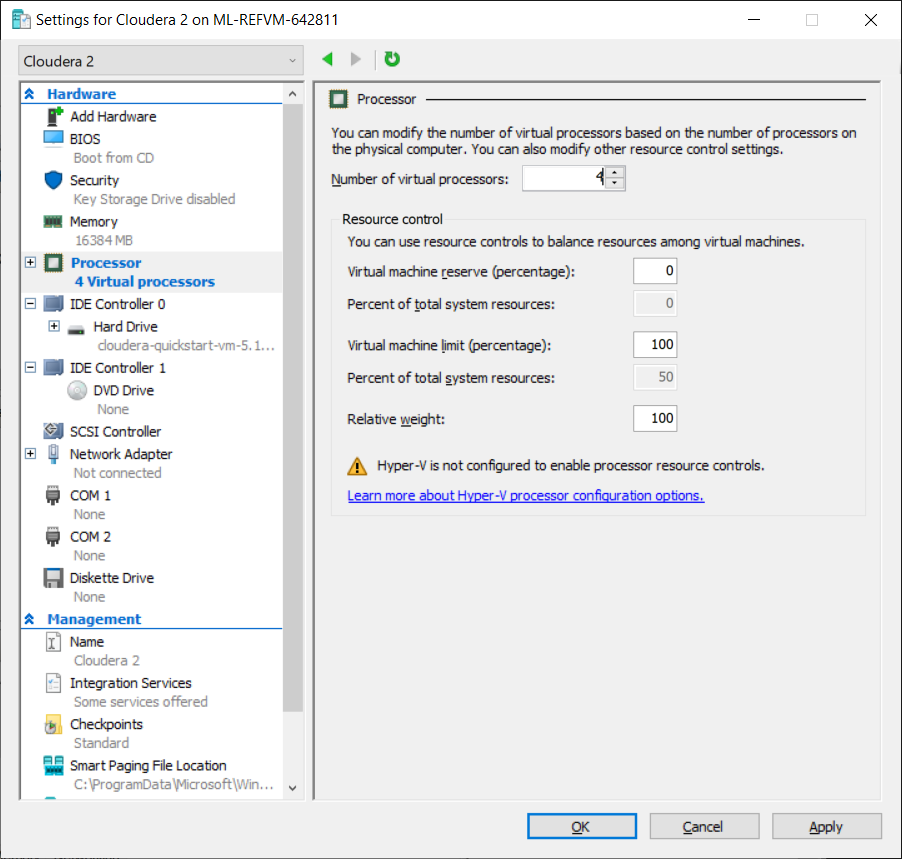 Settings for Cloudera 2 on ML-REFVM-642811
Cloudera 2
Hardware
Add Hardware
BIOS
Boot from CD
Security
Key Storage Drive disabled
Memory
16384 MB
Processor
4 Virtual processors
IDE Controller 0
Hard Drive
cloudera-quickstart-vm-5.1...
IDE Controller 1
DVD Drive
None
SCSI Controller
Network Adapter
Not connected
COM 1
None
COM 2
None
Diskette Drive
None
Management
Name
Cloudera 2
Integration Services
Some services offered
Checkpoints
Standard
Smart Paging File Location
C:\ProgramData\Microsoft\Win...
Processor
You can modify the number of virtual processors based on the number of processors on
the physical computer. You can also modify other resource control settings.
Number of virtual processors: 4
Resource control
You can use resource controls to balance resources among virtual machines.
Virtual machine reserve (percentage): 0
Percent of total system resources: 0
Virtual machine limit (percentage): 100
Percent of total system resources: 50
Relative weight: 100
Hyper-V is not configured to enable processor resource controls.
Learn more about Hyper-V processor configuration options.
OK Cancel Apply